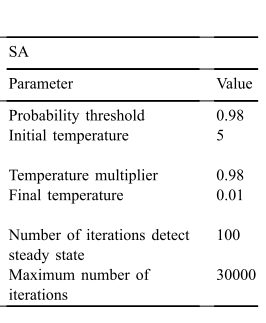 SA
Parameter Value
Probability threshold 0.98
Initial temperature 5
Temperature multiplier 0.98
Final temperature 0.01
Number of iterations detect 100
steady state
Maximum number of 30000
iterations